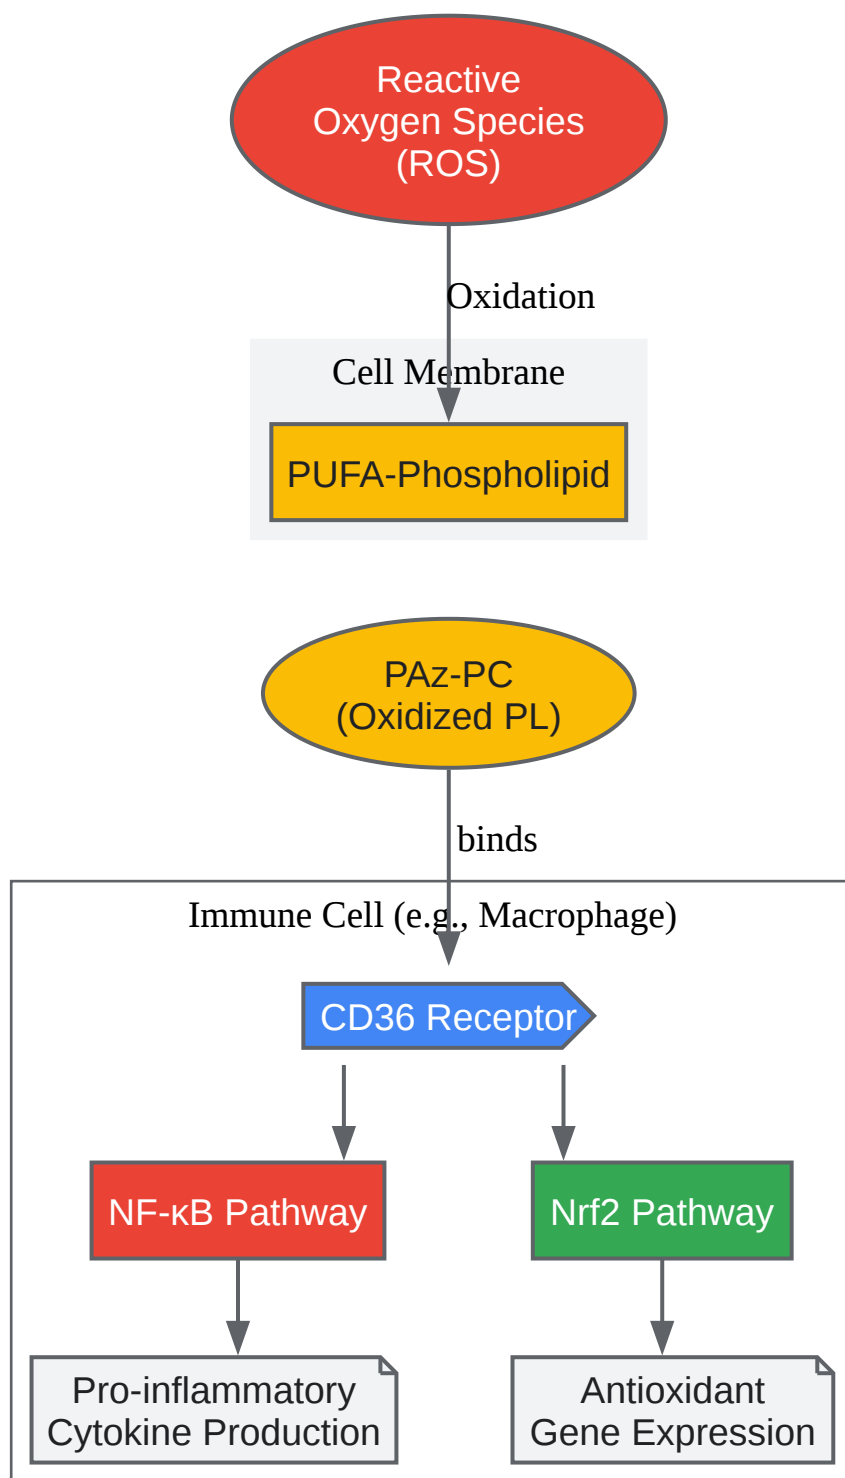 Reactive
Oxygen Species
(ROS)
Oxidation
Cell Membrane
PUFA-Phospholipid
PAz-PC
(Oxidized PL)
binds
Immune Cell (e.g., Macrophage)
CD36 Receptor
NF-κB Pathway
Nrf2 Pathway
Pro-inflammatory
Cytokine Production
Antioxidant
Gene Expression